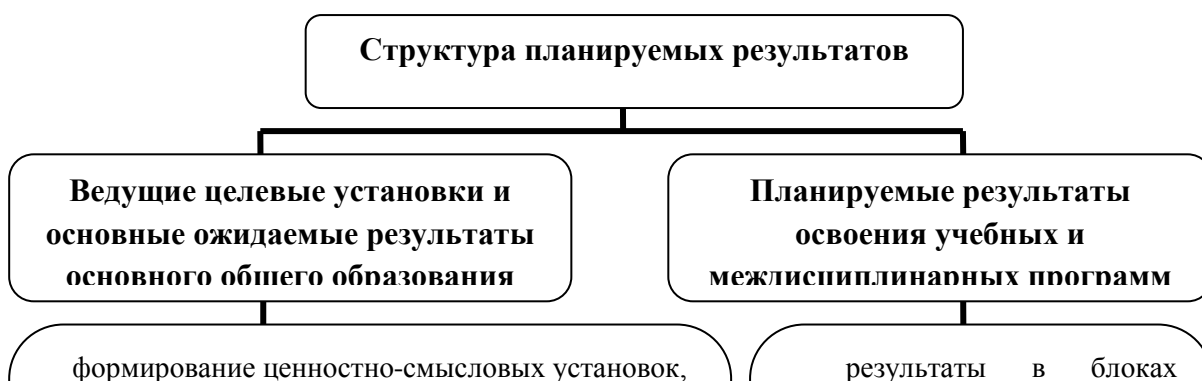 Структура планируемых результатов
Ведущие целевые установки и
основные ожидаемые результаты
основного общего образования
Планируемые результаты
освоения учебных и
междисциплинарных программ
формирование ценностно-смысловых установок,
результаты в блоках